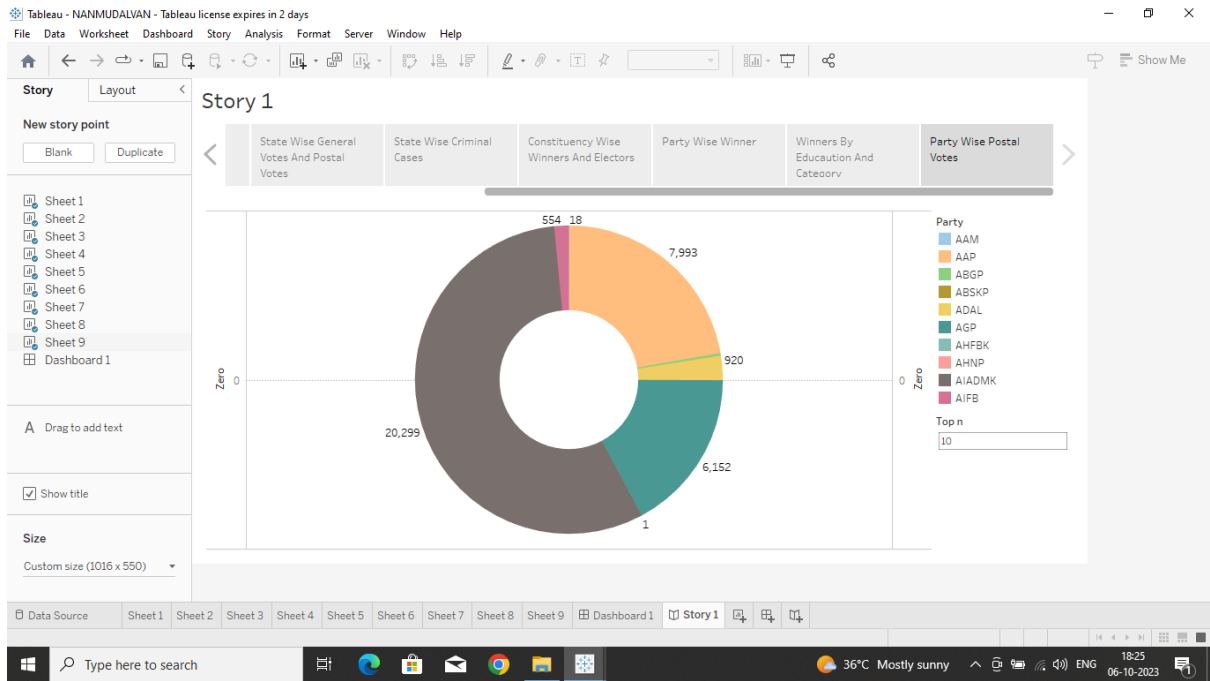 Tableau - NANMUDALVAN - Tableau license expires in 2 days
File Data Worksheet Dashboard Story Analysis Format Server Window Help
Show Me
Story Layout
New story point
Blank Duplicate
Sheet 1
Sheet 2
Sheet 3
Sheet 4
Sheet 5
Sheet 6
Sheet 7
Sheet 8
Sheet 9
Dashboard 1
A Drag to add text
Show title
Size
Custom size (1016 x 550)
Story 1
State Wise General
Votes And Postal
Votes
State Wise Criminal
Cases
Constituency Wise
Winners And Electors
Party Wise Winner
Winners By
Educaution And
Category
Party Wise Postal
Votes
554 18
7,993
920
Zero 0
0 Zero
20,299
6,152
1
Party
AAM
AAP
ABGP
ABSKP
ADAL
AGP
AHFBK
AHNP
AIADMK
AIFB
Top n
10
Data Source Sheet 1 Sheet 2 Sheet 3 Sheet 4 Sheet 5 Sheet 6 Sheet 7 Sheet 8 Sheet 9 Dashboard 1 Story 1
Type here to search
36°C Mostly sunny
ENG
18:25
06-10-2023
1